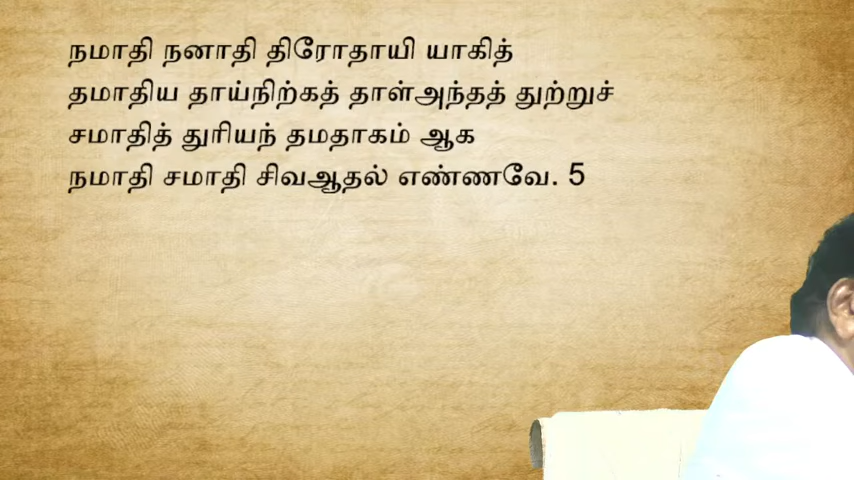 நமாதி நனாதி திரோதாயி யாகித்
தமாதிய தாய்நிற்கத் தாள்அந்தத் துற்றுச்
சமாதித் துரியந் தமதாகம் ஆக
நமாதி சமாதி சிவஆதல் எண்ணவே. 5